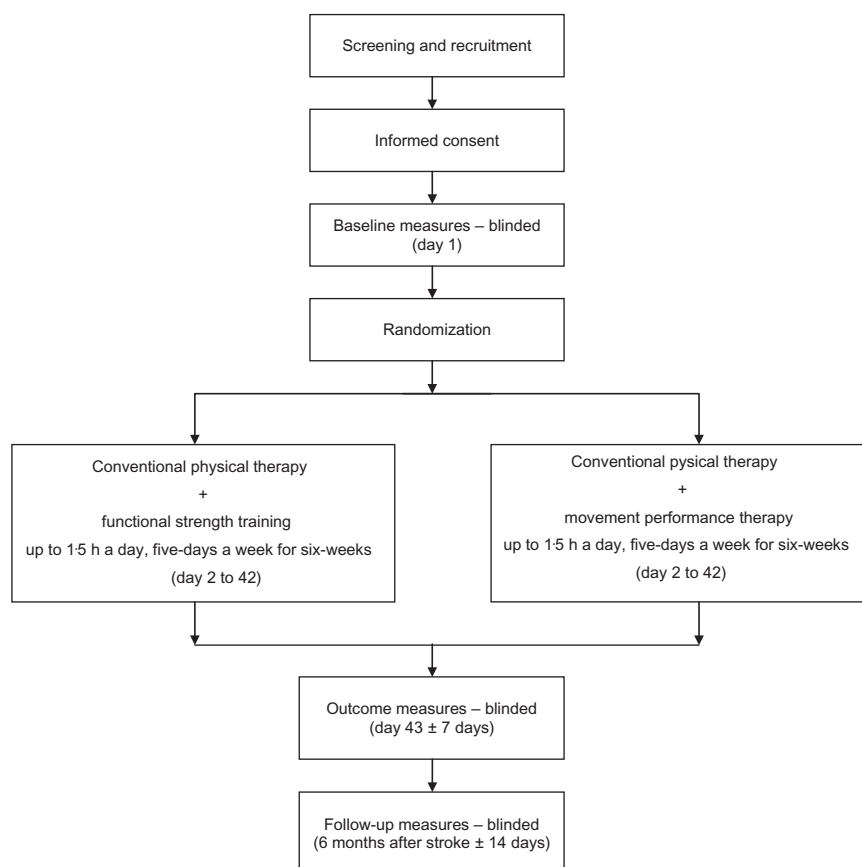 Screening and recruitment
Informed consent
Baseline measures – blinded
(day 1)
Randomization
Conventional physical therapy
+
functional strength training
up to 1·5 h a day, five-days a week for six-weeks
(day 2 to 42)
Conventional pysical therapy
+
movement performance therapy
up to 1·5 h a day, five-days a week for six-weeks
(day 2 to 42)
Outcome measures – blinded
(day 43 ± 7 days)
Follow-up measures – blinded
(6 months after stroke ± 14 days)